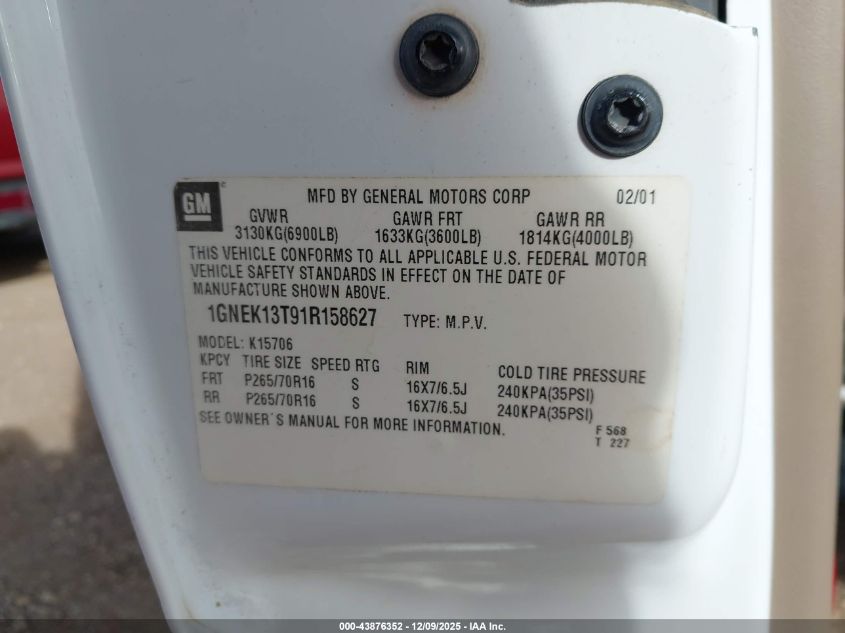 GM MFD BY GENERAL MOTORS CORP 02/01
GVWR GAWR FRT GAWR RR
3130KG(6900LB) 1633KG(3600LB) 1814KG(4000LB)
THIS VEHICLE CONFORMS TO ALL APPLICABLE U.S. FEDERAL MOTOR
VEHICLE SAFETY STANDARDS IN EFFECT ON THE DATE OF
MANUFACTURE SHOWN ABOVE.
1GNEK13T91R158627 TYPE: M.P.V.
MODEL: K15706
KPCY TIRE SIZE SPEED RTG RIM COLD TIRE PRESSURE
FRT P265/70R16 S 16X7/6.5J 240KPA(35PSI)
RR P265/70R16 S 16X7/6.5J 240KPA(35PSI)
SEE OWNER'S MANUAL FOR MORE INFORMATION.
F 568
T 227
000-43876352 | 12/09/2025 - IAA Inc.